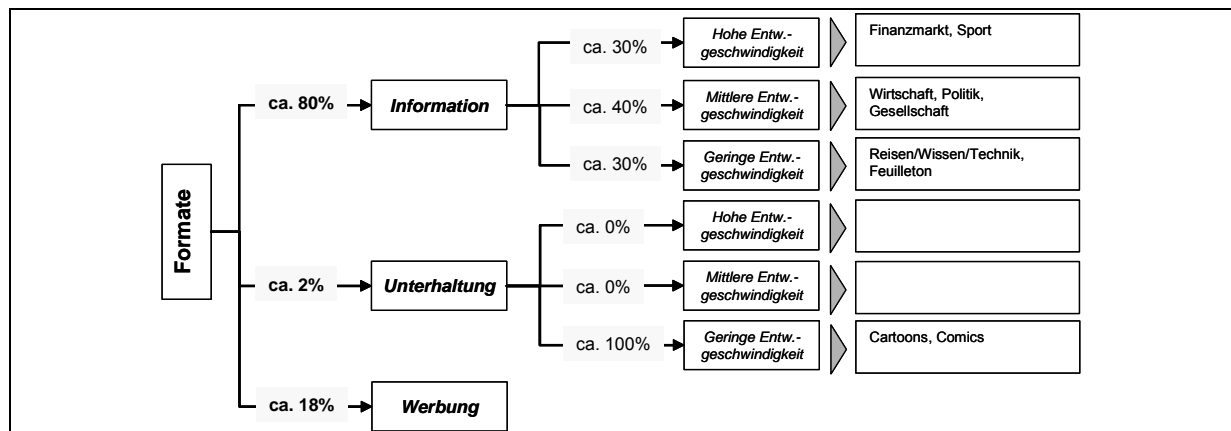 Formate
ca. 80%
Information
ca. 30%
Hohe Entw.-
geschwindigkeit
Finanzmarkt, Sport
ca. 40%
Mittlere Entw.-
geschwindigkeit
Wirtschaft, Politik,
Gesellschaft
ca. 30%
Geringe Entw.-
geschwindigkeit
Reisen/Wissen/Technik,
Feuilleton
ca. 2%
Unterhaltung
ca. 0%
Hohe Entw.-
geschwindigkeit
ca. 0%
Mittlere Entw.-
geschwindigkeit
ca. 100%
Geringe Entw.-
geschwindigkeit
Cartoons, Comics
ca. 18%
Werbung